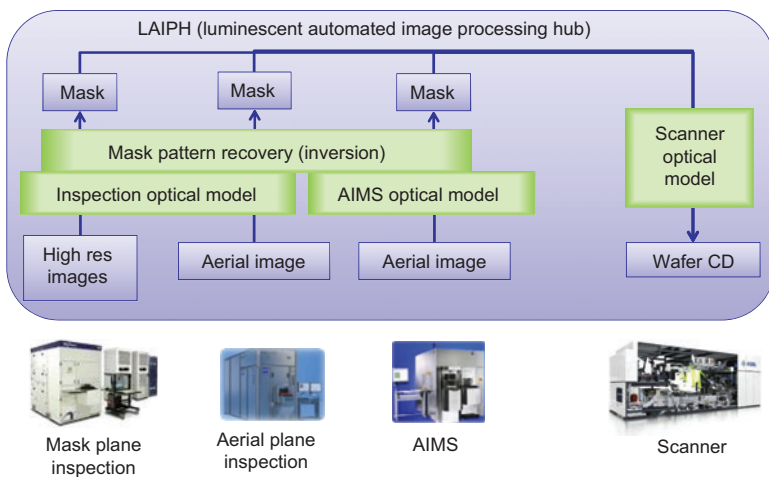 LAIPH (luminescent automated image processing hub)
Mask
Mask
Mask
Mask pattern recovery (inversion)
Scanner
optical
model
Inspection optical model
AIMS optical model
High res
images
Aerial image
Aerial image
Wafer CD
Mask plane
inspection
Aerial plane
inspection
AIMS
Scanner